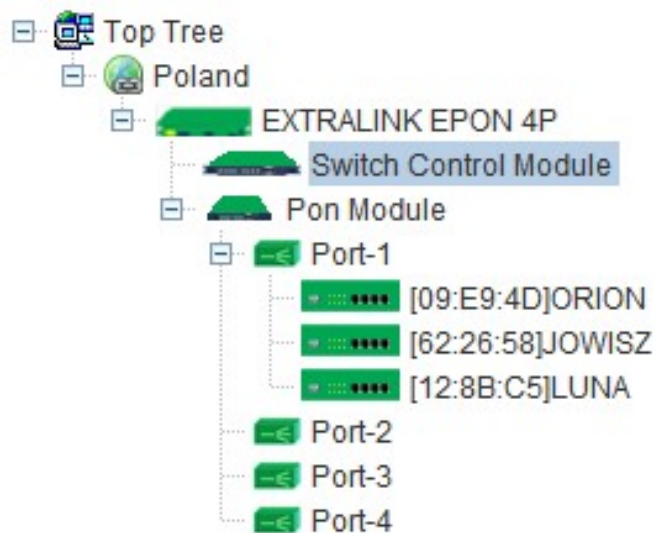 Top Tree
Poland
EXTRALINK EPON 4P
Switch Control Module
Pon Module
Port-1
[09:E9:4D]ORION
[62:26:58]JOWISZ
[12:8B:C5]LUNA
Port-2
Port-3
Port-4